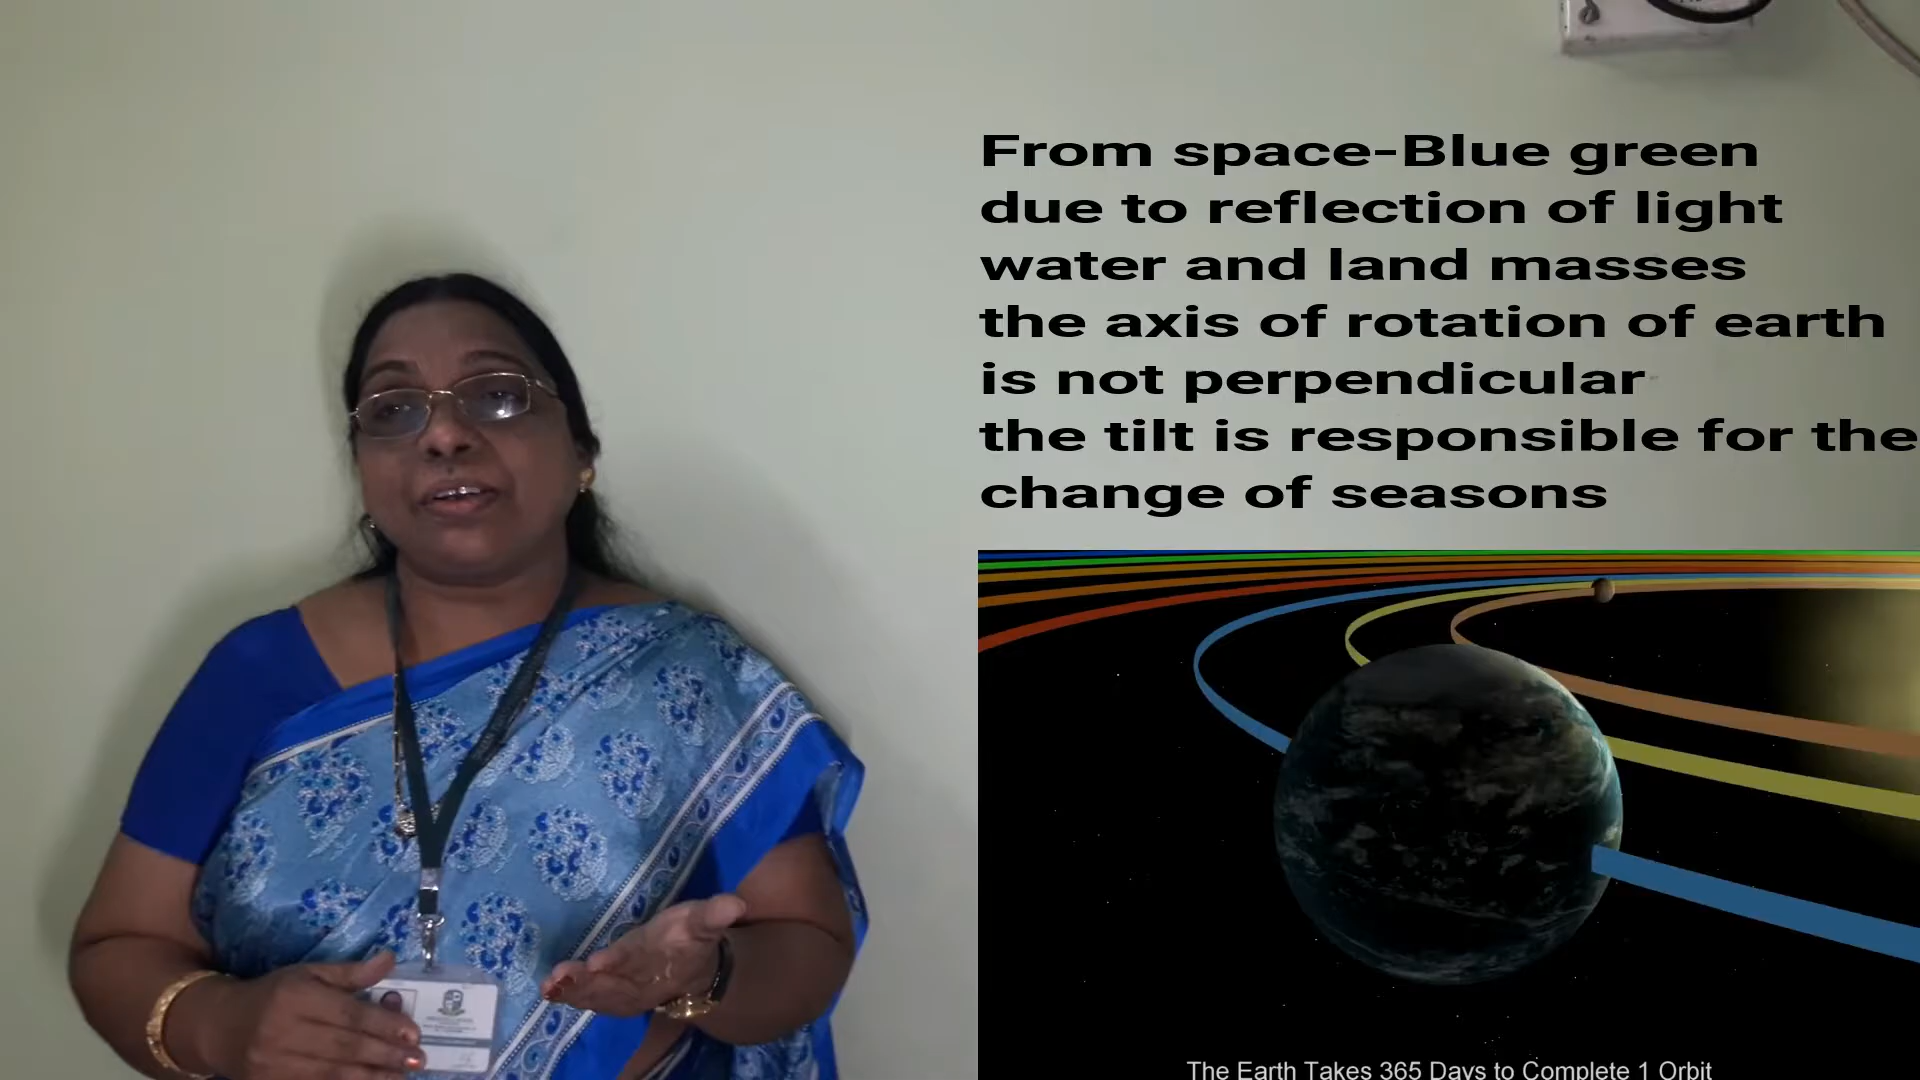 From space-Blue green
due to reflection of light
water and land masses
the axis of rotation of earth
is not perpendicular
the tilt is responsible for the
change of seasons
The Earth Takes 365 Days to Complete 1 Orbit